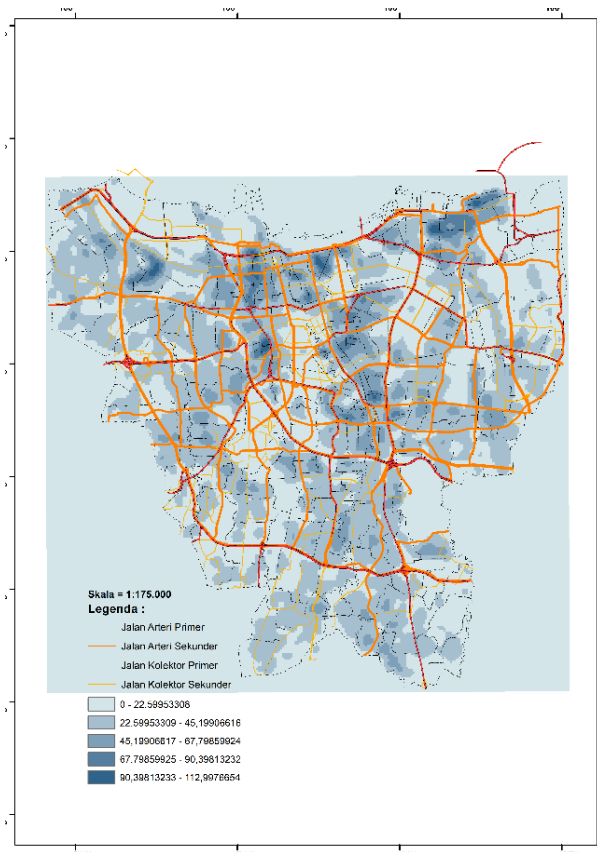 Skala = 1:175.000
Legenda :
Jalan Arteri Primer
Jalan Arteri Sekunder
Jalan Kolektor Primer
Jalan Kolektor Sekunder
0 - 22.59953308
22.59953309 - 45,19906616
45,19906617 - 67,79859924
67.79859925 - 90,39813232
90,39813233 - 112,9976654